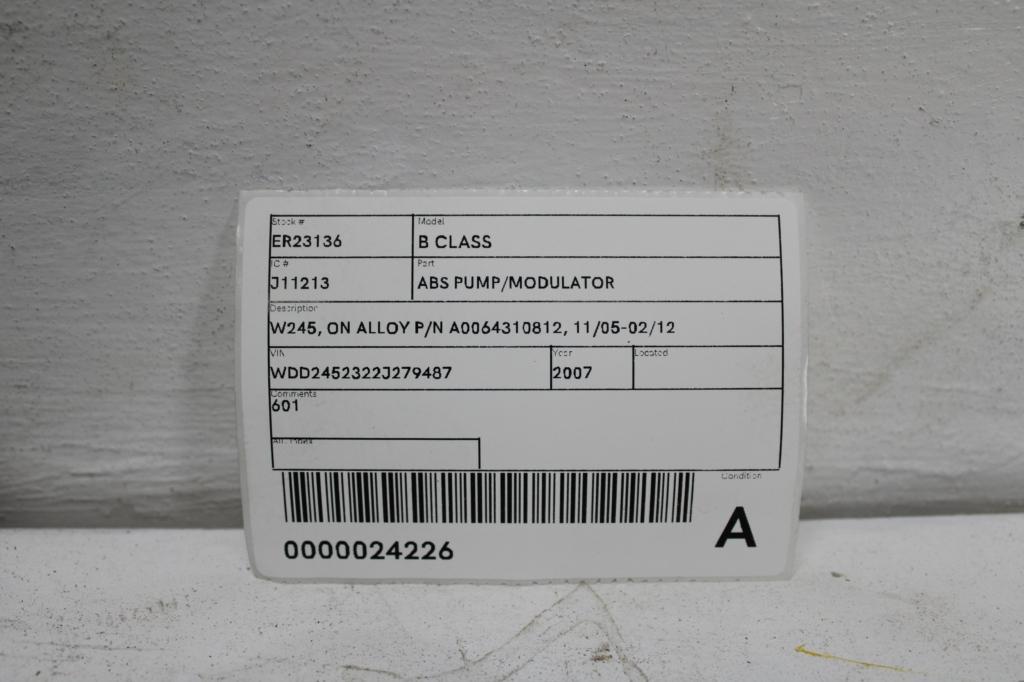 Stock # Model
ER23136 B CLASS
IC # Part
J11213 ABS PUMP/MODULATOR
Description
W245, ON ALLOY P/N A0064310812, 11/05-02/12
VIN Year Located
WDD2452322J279487 2007
Comments
601
Condition
A
0000024226